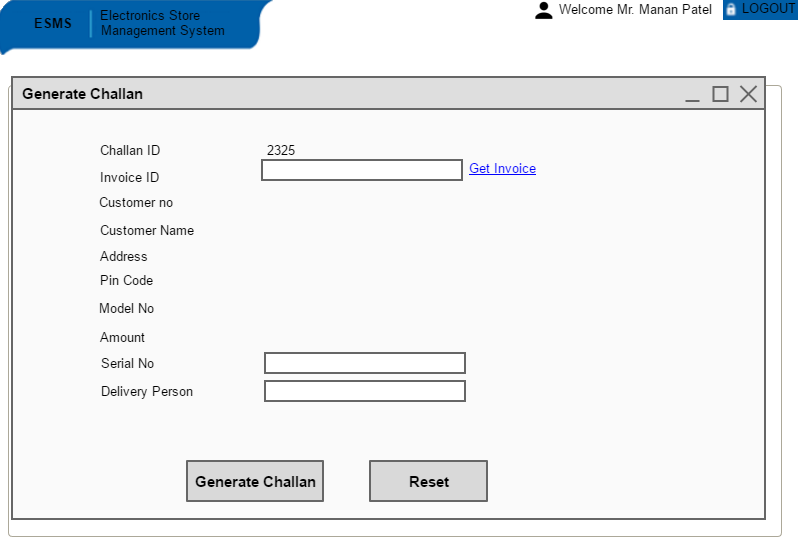 ESMS
Electronics Store
Management System
Welcome Mr. Manan Patel
LOGOUT
Generate Challan
Challan ID 2325
Invoice ID Get Invoice
Customer no
Customer Name
Address
Pin Code
Model No
Amount
Serial No
Delivery Person
Generate Challan Reset